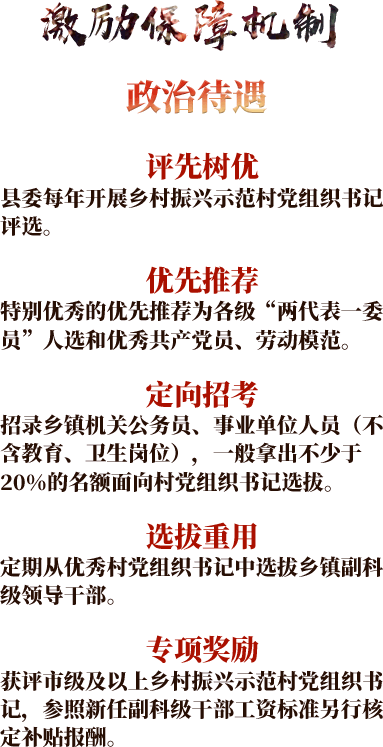 激励保障机制
政治待遇
评先树优
县委每年开展乡村振兴示范村党组织书记
评选。
优先推荐
特别优秀的优先推荐为各级“两代表一委
员”人选和优秀共产党员、劳动模范。
定向招考
招录乡镇机关公务员、事业单位人员（不
含教育、卫生岗位），一般拿出不少于
20%的名额面向村党组织书记选拔。
选拔重用
定期从优秀村党组织书记中选拔乡镇副科
级领导干部。
专项奖励
获评市级及以上乡村振兴示范村党组织书
记，参照新任副科级干部工资标准另行核
定补贴报酬。